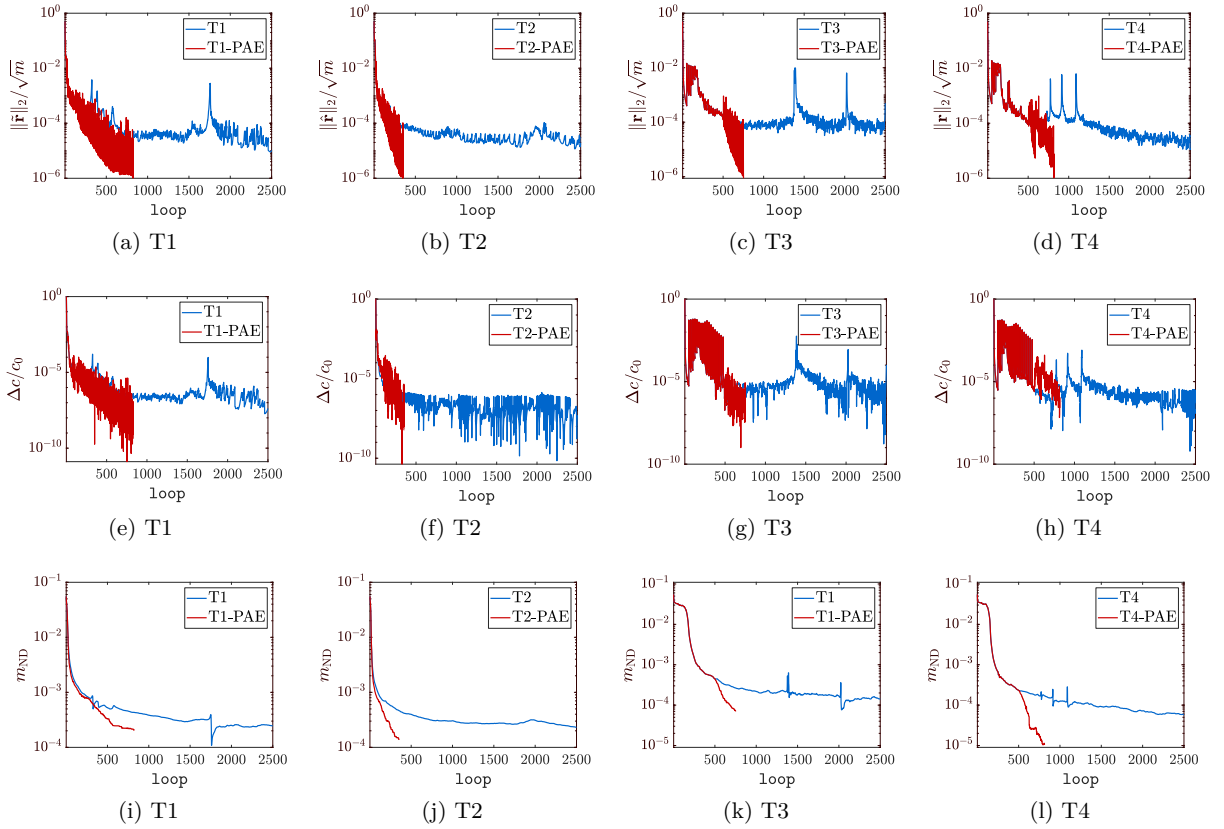 10^0
10^-2
10^-4
10^-6
‖r̃‖₂/√m
T1
T1-PAE
500 1000 1500 2000 2500
loop
(a) T1
10^0
10^-2
10^-4
10^-6
‖r̂‖₂/√m
T2
T2-PAE
500 1000 1500 2000 2500
loop
(b) T2
10^0
10^-2
10^-4
10^-6
‖r‖₂/√m
T3
T3-PAE
500 1000 1500 2000 2500
loop
(c) T3
10^0
10^-2
10^-4
10^-6
‖r‖₂/√m
T4
T4-PAE
500 1000 1500 2000 2500
loop
(d) T4
10^0
10^-5
10^-10
Δc/c₀
T1
T1-PAE
500 1000 1500 2000 2500
loop
(e) T1
10^0
10^-5
10^-10
Δc/c₀
T2
T2-PAE
500 1000 1500 2000 2500
loop
(f) T2
10^0
10^-5
10^-10
Δc/c₀
T3
T3-PAE
500 1000 1500 2000 2500
loop
(g) T3
10^0
10^-5
10^-10
Δc/c₀
T4
T4-PAE
500 1000 1500 2000 2500
loop
(h) T4
10^-1
10^-2
10^-3
10^-4
m_ND
T1
T1-PAE
500 1000 1500 2000 2500
loop
(i) T1
10^-1
10^-2
10^-3
10^-4
m_ND
T2
T2-PAE
500 1000 1500 2000 2500
loop
(j) T2
10^-1
10^-2
10^-3
10^-4
10^-5
m_ND
T1
T1-PAE
500 1000 1500 2000 2500
loop
(k) T3
10^-1
10^-2
10^-3
10^-4
10^-5
m_ND
T4
T4-PAE
500 1000 1500 2000 2500
loop
(l) T4